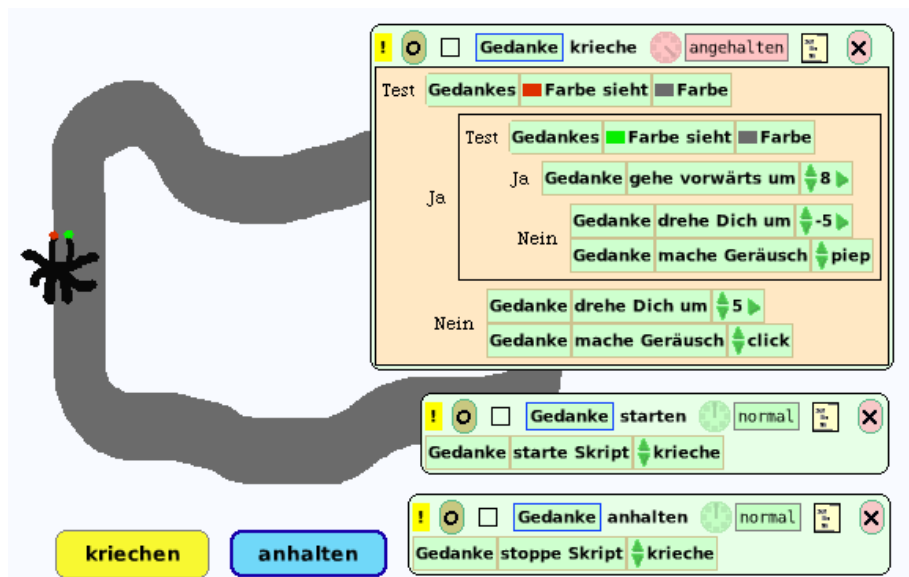 ! Gedanke krieche angehalten
Test Gedankes Farbe sieht Farbe
Test Gedankes Farbe sieht Farbe
Ja Gedanke gehe vorwärts um 8
Ja
Gedanke drehe Dich um -5
Nein
Gedanke mache Geräusch piep
Gedanke drehe Dich um 5
Nein
Gedanke mache Geräusch click
! Gedanke starten normal
Gedanke starte Skript krieche
! Gedanke anhalten normal
Gedanke stoppe Skript krieche
kriechen anhalten